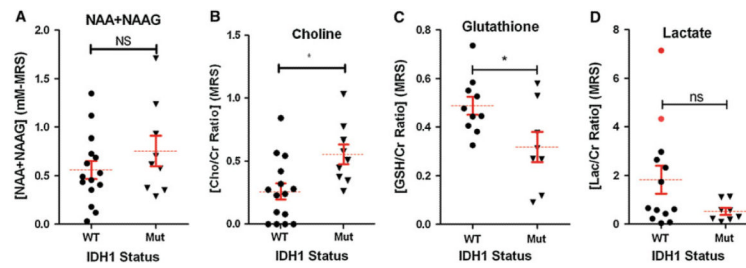 A NAA+NAAG
[NAA+NAAG] (mM-MRS)
2.0
1.5
1.0
0.5
0.0
NS
WT Mut
IDH1 Status
B Choline
[Cho/Cr Ratio] (MRS)
1.5
1.0
0.5
0.0
*
WT Mut
IDH1 Status
C Glutathione
[GSH/Cr Ratio] (MRS)
0.8
0.6
0.4
0.2
0.0
*
WT Mut
IDH1 Status
D Lactate
[Lac/Cr Ratio] (MRS)
8
6
4
2
0
ns
WT Mut
IDH1 Status